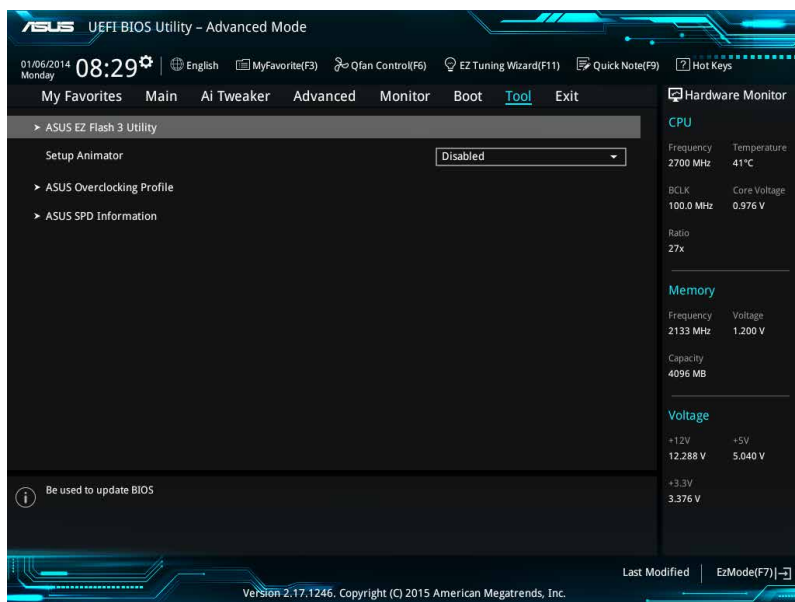 ASUS UEFI BIOS Utility – Advanced Mode
01/06/2014 Monday 08:29 English MyFavorite(F3) Qfan Control(F6) EZ Tuning Wizard(F11) Quick Note(F9) ? Hot Keys
My Favorites Main Ai Tweaker Advanced Monitor Boot Tool Exit
ASUS EZ Flash 3 Utility
Setup Animator Disabled
ASUS Overclocking Profile
ASUS SPD Information
Hardware Monitor
CPU
Frequency Temperature
2700 MHz 41°C
BCLK Core Voltage
100.0 MHz 0.976 V
Ratio
27x
Memory
Frequency Voltage
2133 MHz 1.200 V
Capacity
4096 MB
Voltage
+12V +5V
12.288 V 5.040 V
+3.3V
3.376 V
i Be used to update BIOS
Last Modified EzMode(F7)
Version 2.17.1246. Copyright (C) 2015 American Megatrends, Inc.